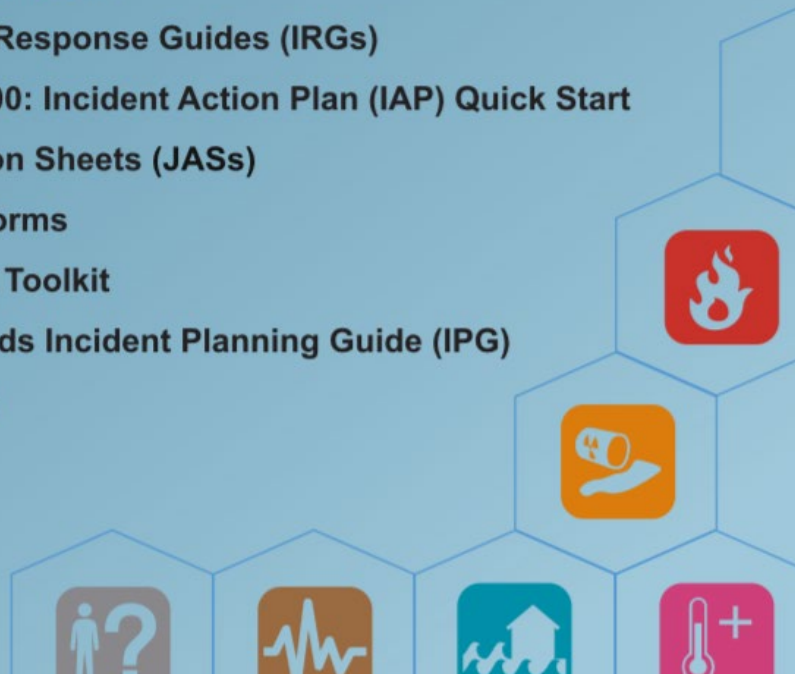 Response Guides (IRGs)
0: Incident Action Plan (IAP) Quick Start
on Sheets (JASs)
orms
Toolkit
ds Incident Planning Guide (IPG)
?
+